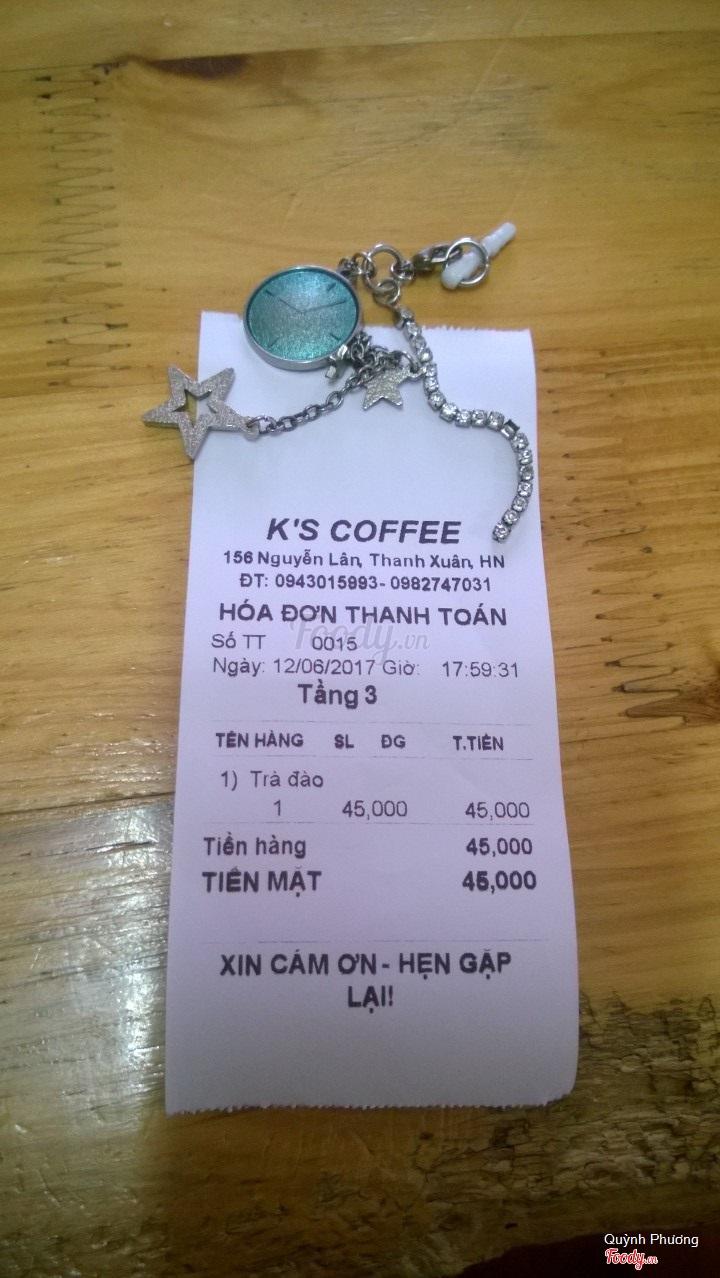 K'S COFFEE
156 Nguyễn Lân, Thanh Xuân, HN
ĐT: 0943015993- 0982747031
HÓA ĐƠN THANH TOÁN
Foody.vn
Số TT 0015
Ngày: 12/06/2017 Giờ: 17:59:31
Tầng 3
TÊN HÀNG SL ĐG T.TIỀN
1) Trà đào
1 45,000 45,000
Tiền hàng 45,000
TIỀN MẶT 45,000
XIN CÁM ƠN - HẸN GẶP
LẠI!
Quỳnh Phương
Foody.vn